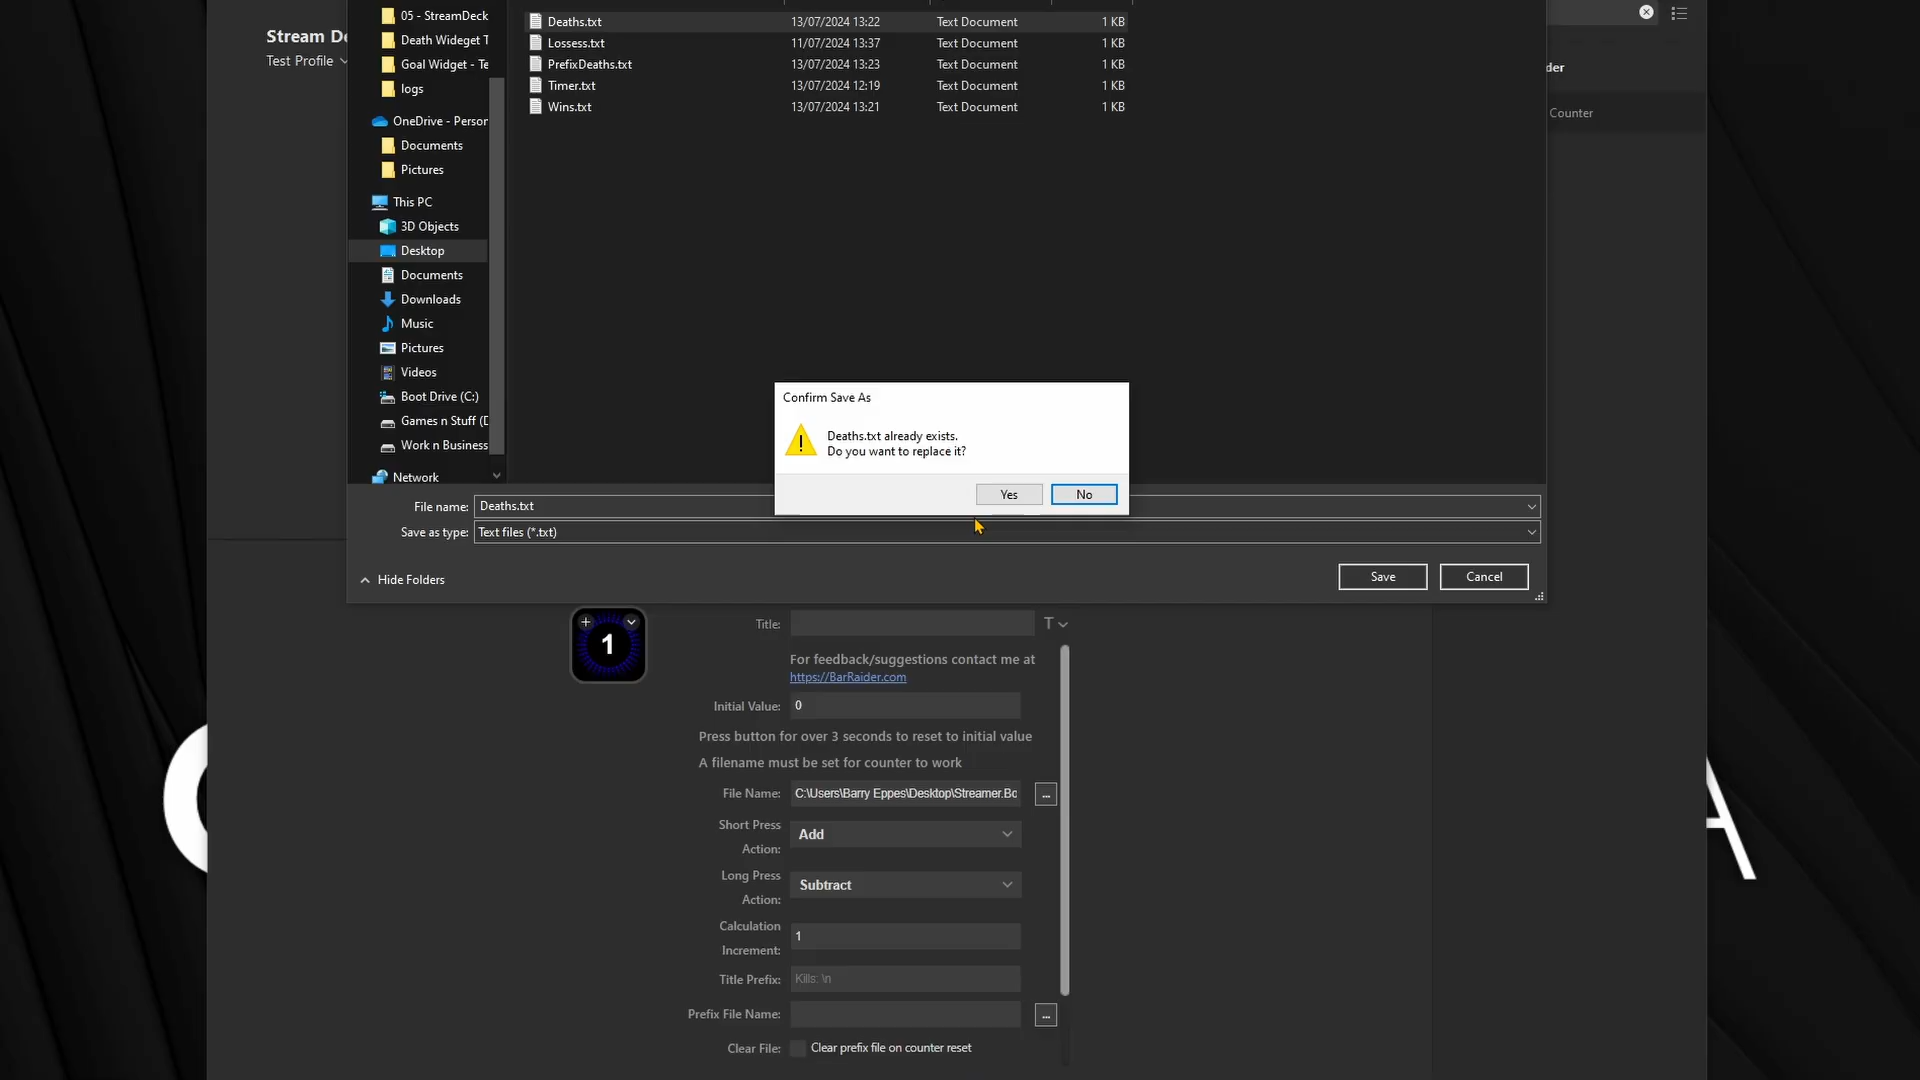 Stream De
Test Profile
05 - StreamDeck
Death Wideget T
Goal Widget - Te
logs
OneDrive - Person
Documents
Pictures
This PC
3D Objects
Desktop
Documents
Downloads
Music
Pictures
Videos
Boot Drive (C:)
Games n Stuff (D
Work n Business
Network
Deaths.txt 13/07/2024 13:22 Text Document 1 KB
Lossess.txt 11/07/2024 13:37 Text Document 1 KB
PrefixDeaths.txt 13/07/2024 13:23 Text Document 1 KB
Timer.txt 13/07/2024 12:19 Text Document 1 KB
Wins.txt 13/07/2024 13:21 Text Document 1 KB
der
Counter
Confirm Save As
Deaths.txt already exists.
Do you want to replace it?
Yes No
File name: Deaths.txt
Save as type: Text files (*.txt)
Hide Folders
Save Cancel
1
Title:
T
For feedback/suggestions contact me at
https://BarRaider.com
Initial Value: 0
Press button for over 3 seconds to reset to initial value
A filename must be set for counter to work
File Name: C:\Users\Barry Eppes\Desktop\Streamer.Bo
...
Short Press
Action:
Add
Long Press
Action:
Subtract
Calculation
Increment:
1
Title Prefix: Kills: \n
Prefix File Name:
...
Clear File: Clear prefix file on counter reset